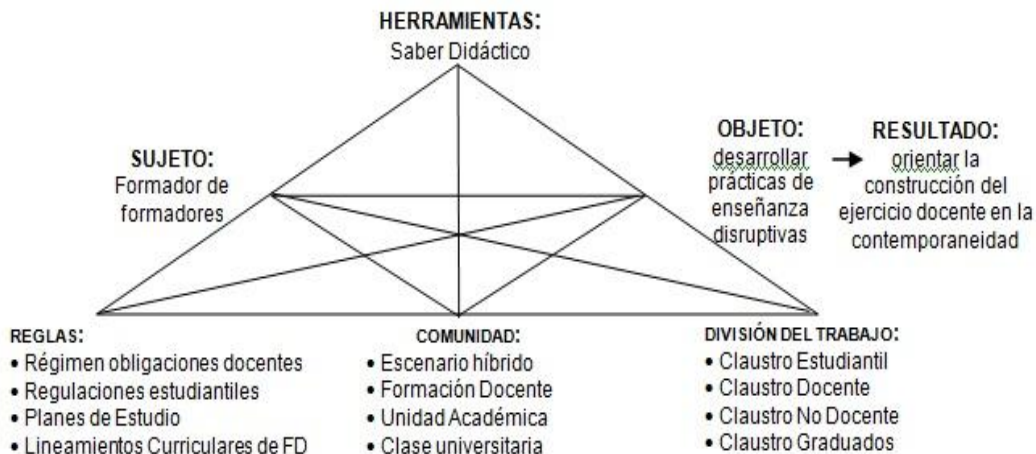 HERRAMIENTAS:
Saber Didáctico
SUJETO:
Formador de
formadores
OBJETO:
desarrollar
prácticas de
enseñanza
disruptivas
RESULTADO:
orientar la
construcción del
ejercicio docente en la
contemporaneidad
REGLAS:
• Régimen obligaciones docentes
• Regulaciones estudiantiles
• Planes de Estudio
• Lineamientos Curriculares de FD
COMUNIDAD:
• Escenario híbrido
• Formación Docente
• Unidad Académica
• Clase universitaria
DIVISIÓN DEL TRABAJO:
• Claustro Estudiantil
• Claustro Docente
• Claustro No Docente
• Claustro Graduados